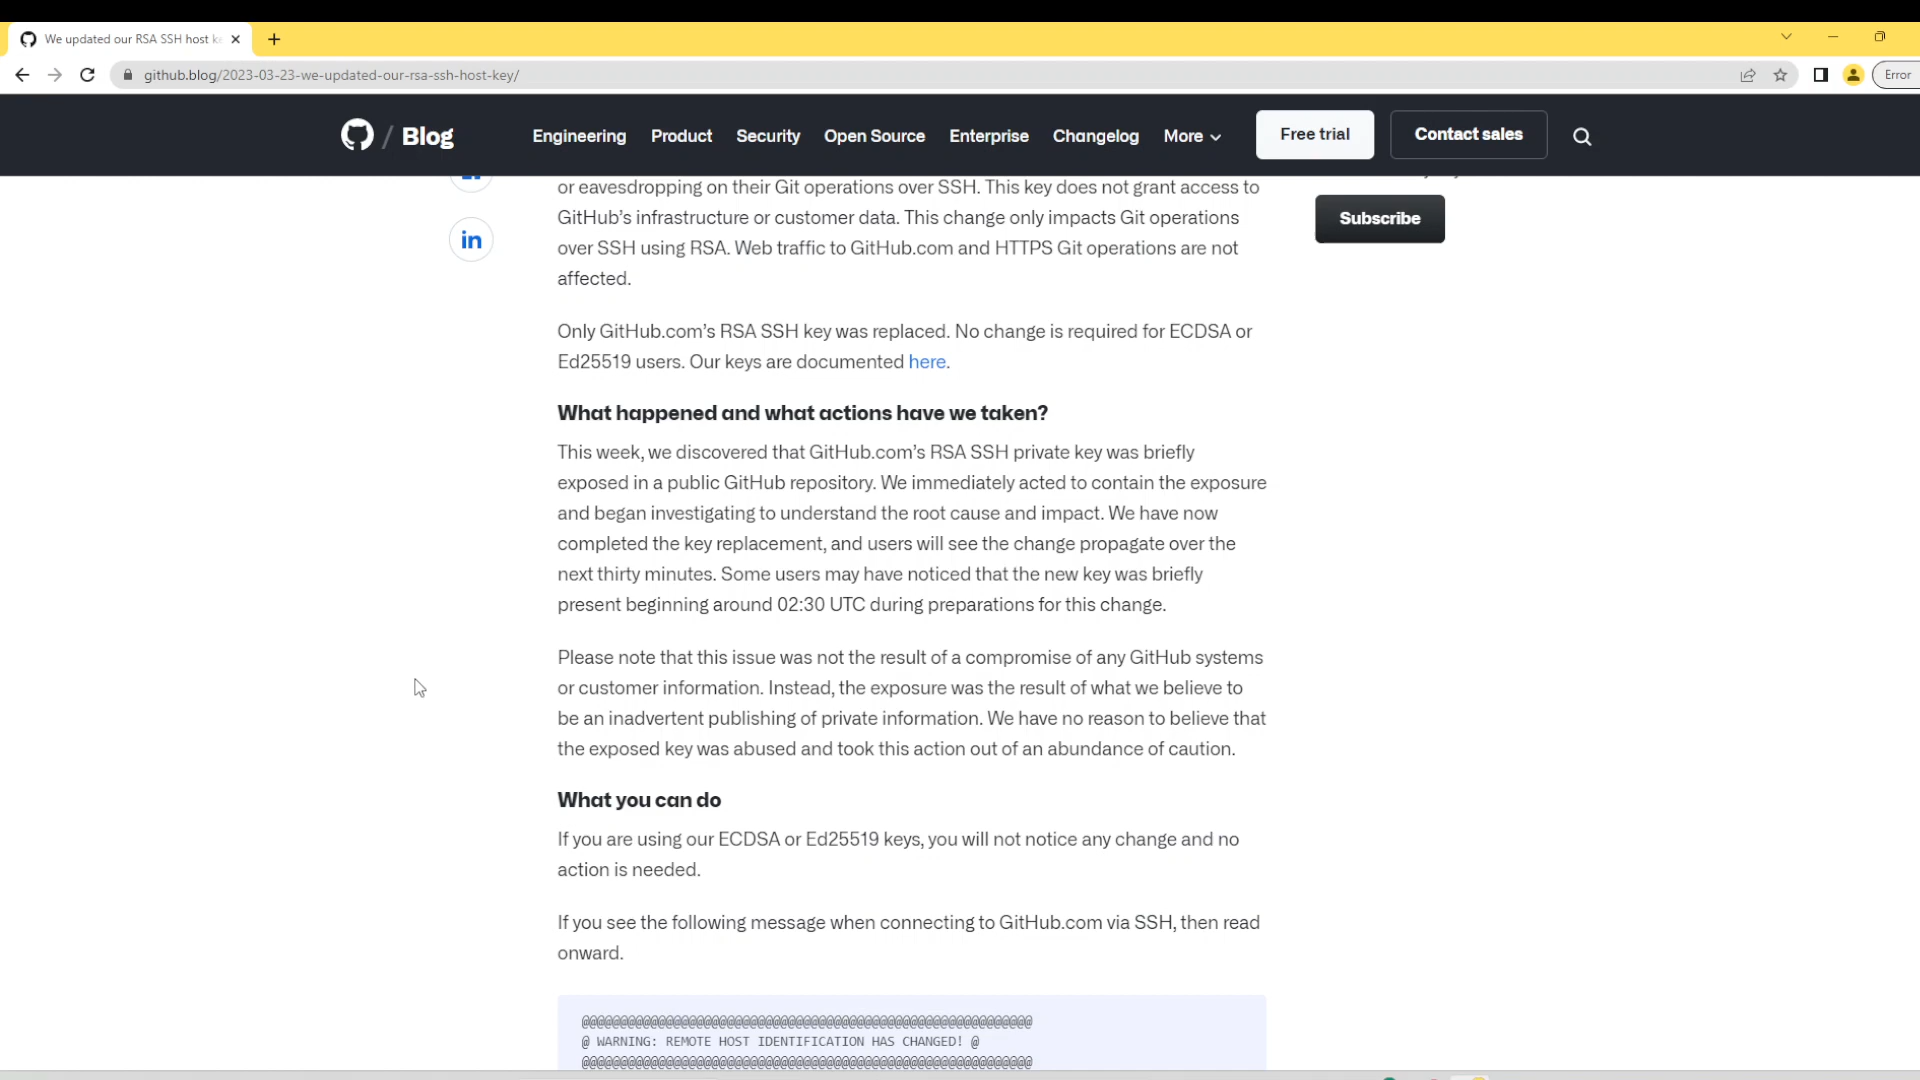 We updated our RSA SSH host ke
github.blog/2023-03-23-we-updated-our-rsa-ssh-host-key/
Error
/ Blog
Engineering
Product
Security
Open Source
Enterprise
Changelog
More
Free trial
Contact sales
or eavesdropping on their Git operations over SSH. This key does not grant access to
GitHub’s infrastructure or customer data. This change only impacts Git operations
over SSH using RSA. Web traffic to GitHub.com and HTTPS Git operations are not
affected.
Subscribe
in
Only GitHub.com’s RSA SSH key was replaced. No change is required for ECDSA or
Ed25519 users. Our keys are documented here.
What happened and what actions have we taken?
This week, we discovered that GitHub.com’s RSA SSH private key was briefly
exposed in a public GitHub repository. We immediately acted to contain the exposure
and began investigating to understand the root cause and impact. We have now
completed the key replacement, and users will see the change propagate over the
next thirty minutes. Some users may have noticed that the new key was briefly
present beginning around 02:30 UTC during preparations for this change.
Please note that this issue was not the result of a compromise of any GitHub systems
or customer information. Instead, the exposure was the result of what we believe to
be an inadvertent publishing of private information. We have no reason to believe that
the exposed key was abused and took this action out of an abundance of caution.
What you can do
If you are using our ECDSA or Ed25519 keys, you will not notice any change and no
action is needed.
If you see the following message when connecting to GitHub.com via SSH, then read
onward.
@@@@@@@@@@@@@@@@@@@@@@@@@@@@@@@@@@@@@@@@@@@@@@@@@@@@@@@@@@@
@ WARNING: REMOTE HOST IDENTIFICATION HAS CHANGED! @
@@@@@@@@@@@@@@@@@@@@@@@@@@@@@@@@@@@@@@@@@@@@@@@@@@@@@@@@@@@